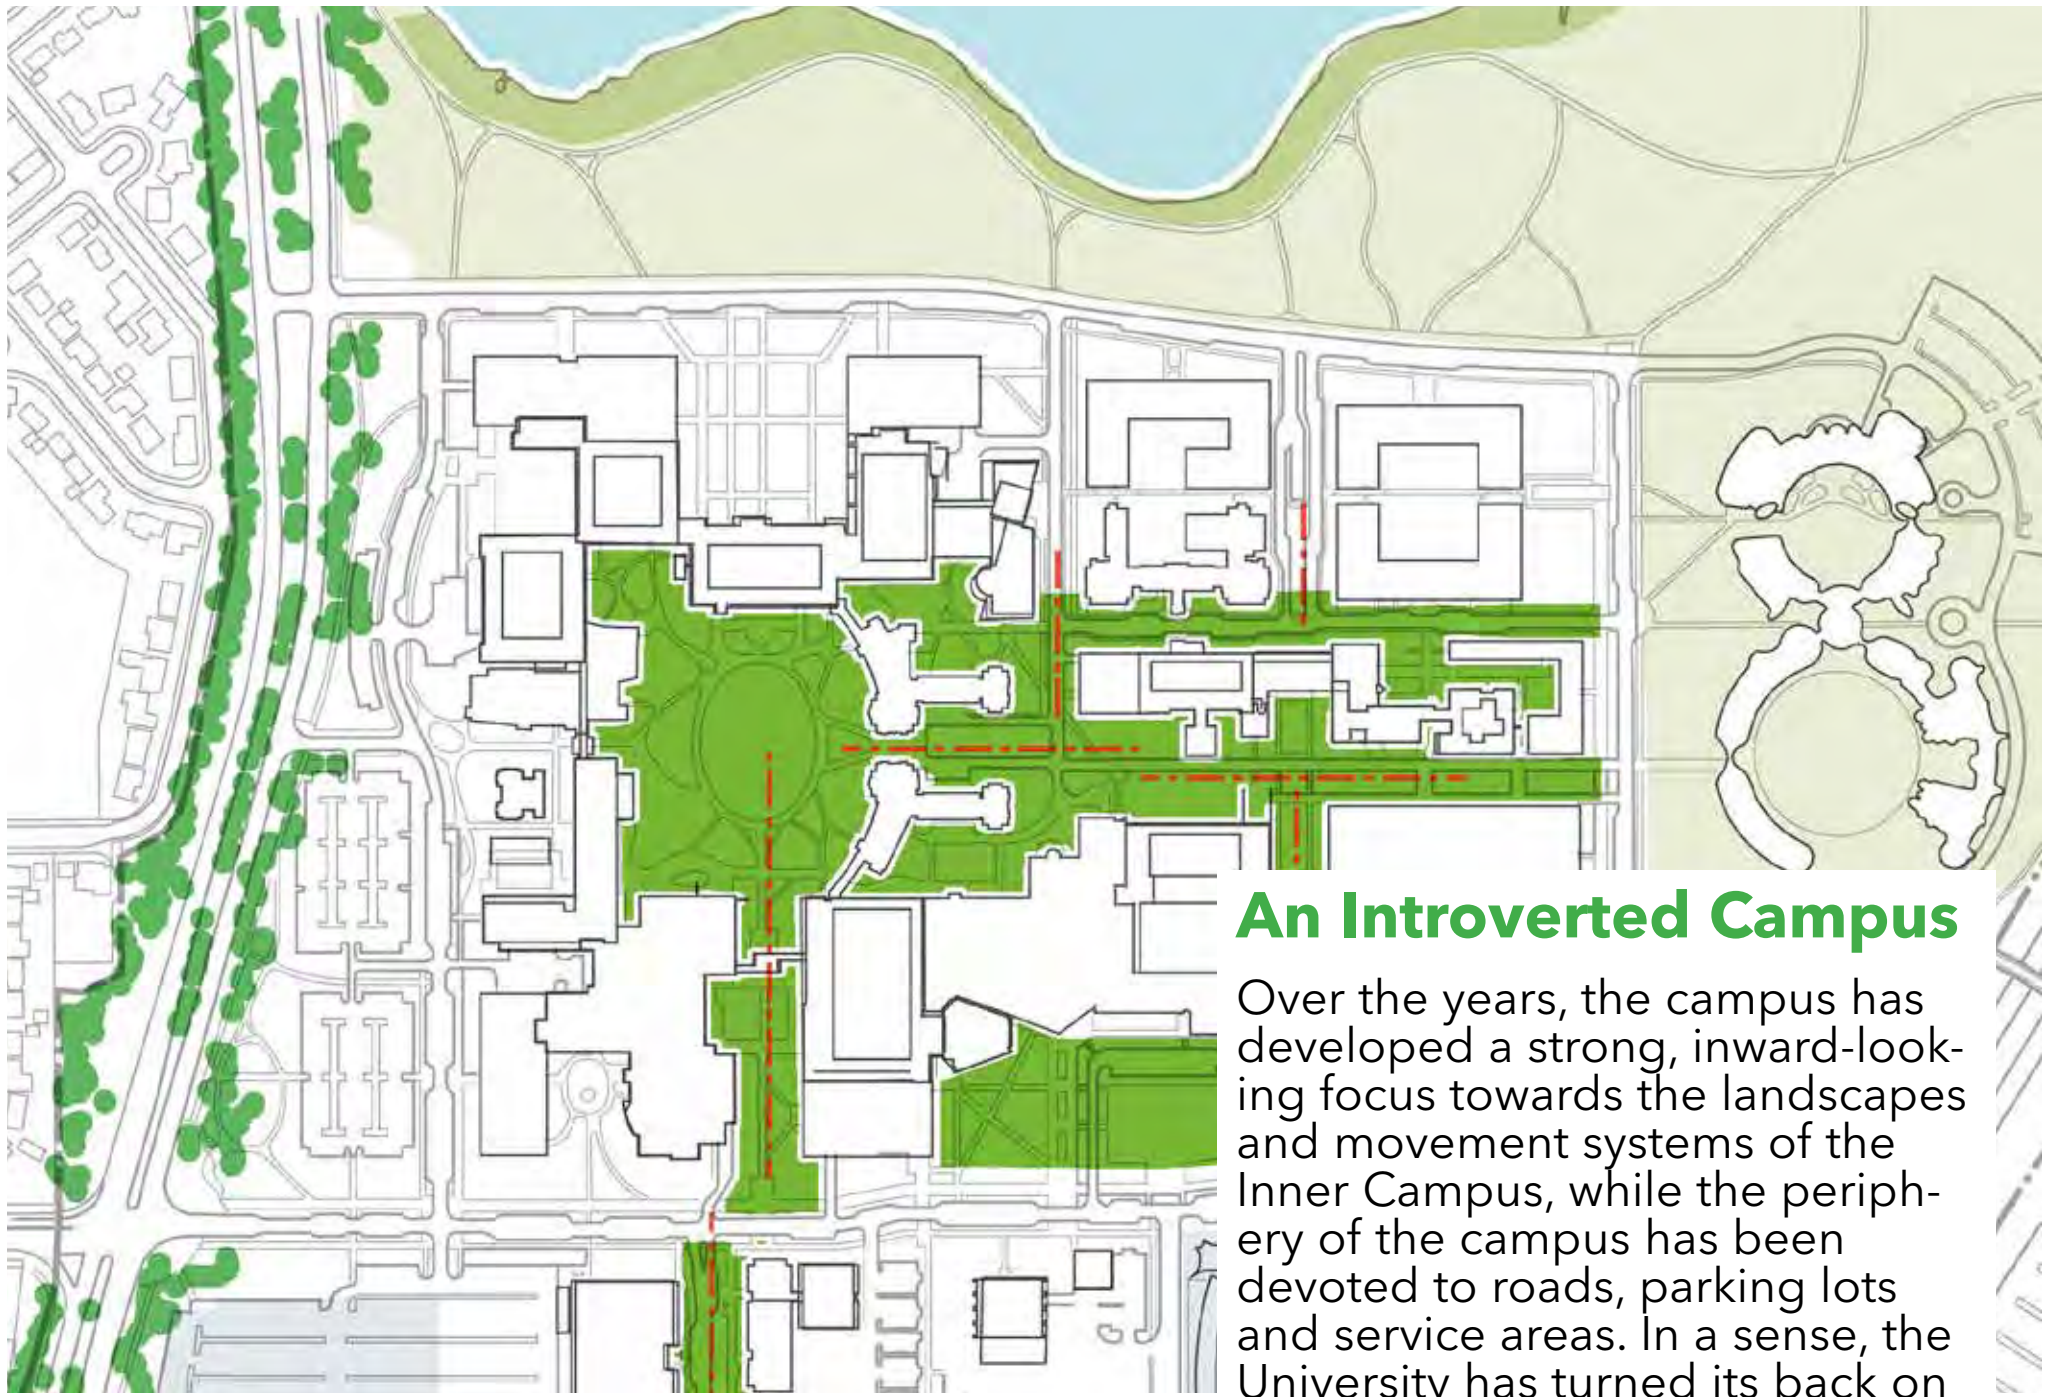 An Introverted Campus
Over the years, the campus has
developed a strong, inward-look-
ing focus towards the landscapes
and movement systems of the
Inner Campus, while the periph-
ery of the campus has been
devoted to roads, parking lots
and service areas. In a sense, the
University has turned its back on